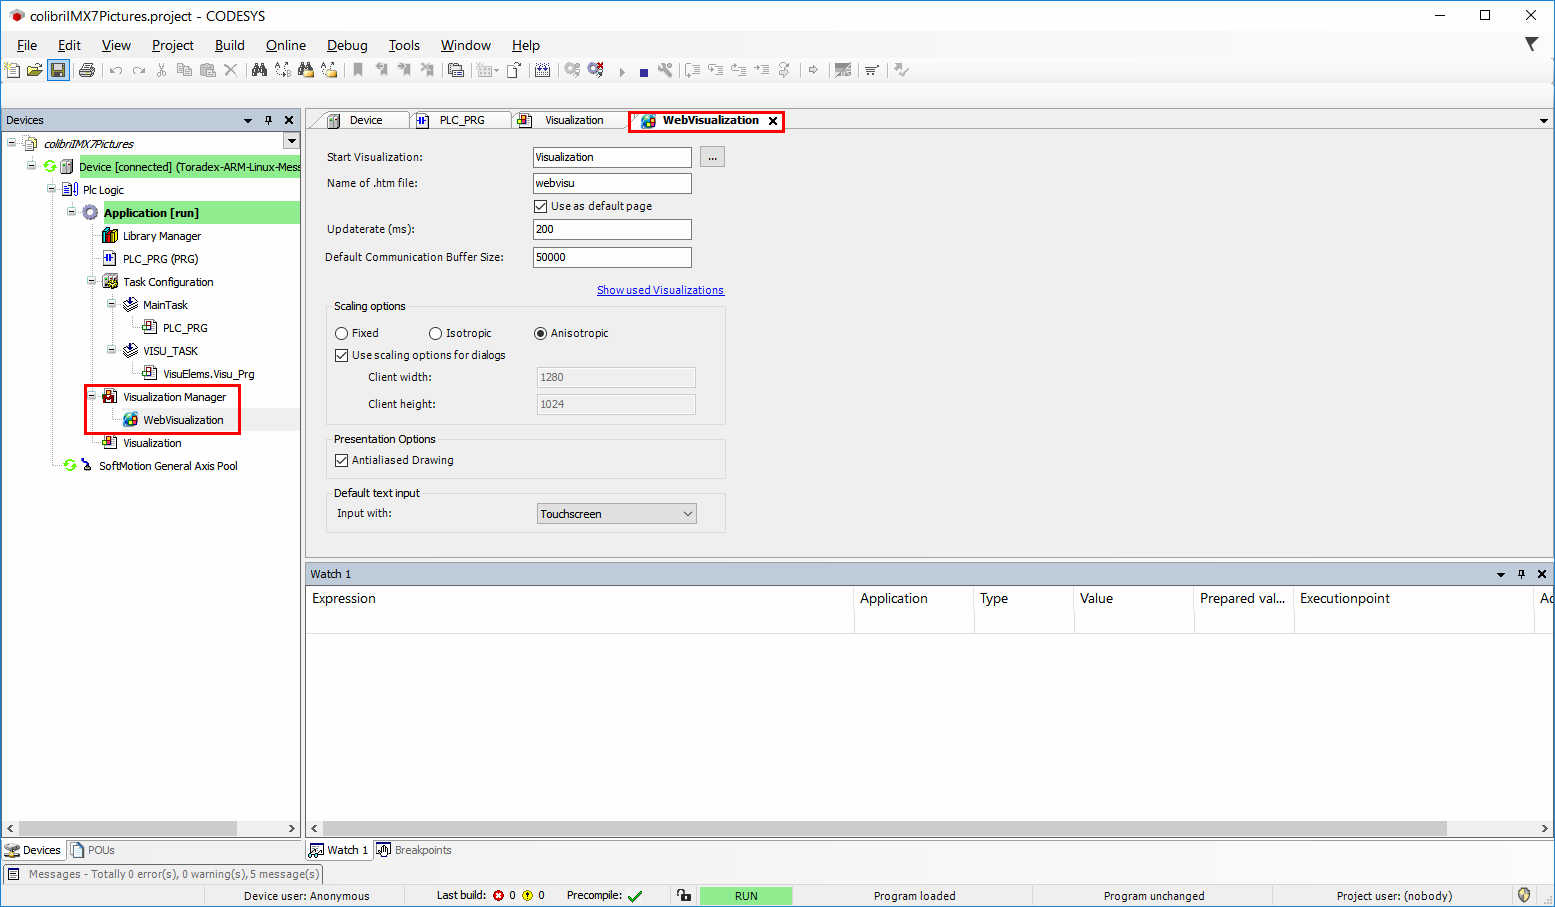 colibriIMX7Pictures.project - CODESYS
File Edit View Project Build Online Debug Tools Window Help
Devices
colibriIMX7Pictures
Device [connected] (Toradex-ARM-Linux-Mess
Plc Logic
Application [run]
Library Manager
PLC_PRG (PRG)
Task Configuration
MainTask
PLC_PRG
VISU_TASK
VisuElems.Visu_Prg
Visualization Manager
WebVisualization
Visualization
SoftMotion General Axis Pool
Devices POUs
Device PLC_PRG Visualization WebVisualization
Start Visualization: Visualization ...
Name of .htm file: webvisu
Use as default page
Updaterate (ms): 200
Default Communication Buffer Size: 50000
Show used Visualizations
Scaling options
Fixed Isotropic Anisotropic
Use scaling options for dialogs
Client width: 1280
Client height: 1024
Presentation Options
Antialiased Drawing
Default text input
Input with: Touchscreen
Watch 1
Expression Application Type Value Prepared val... Executionpoint Ad
Watch 1 Breakpoints
Messages - Totally 0 error(s), 0 warning(s), 5 message(s)
Device user: Anonymous Last build: 0 0 Precompile: RUN Program loaded Program unchanged Project user: (nobody)